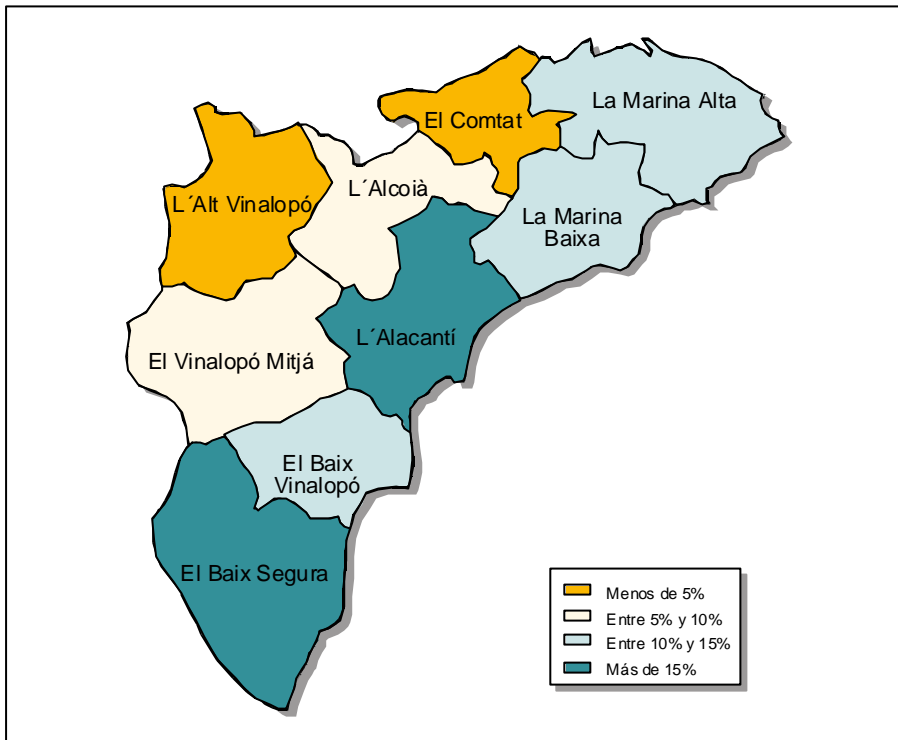 La Marina Alta
El Comtat
L´Alcoià
L´Alt Vinalopó
La Marina
Baixa
L´Alacantí
El Vinalopó Mitjá
El Baix
Vinalopó
El Baix Segura
Menos de 5%
Entre 5% y 10%
Entre 10% y 15%
Más de 15%